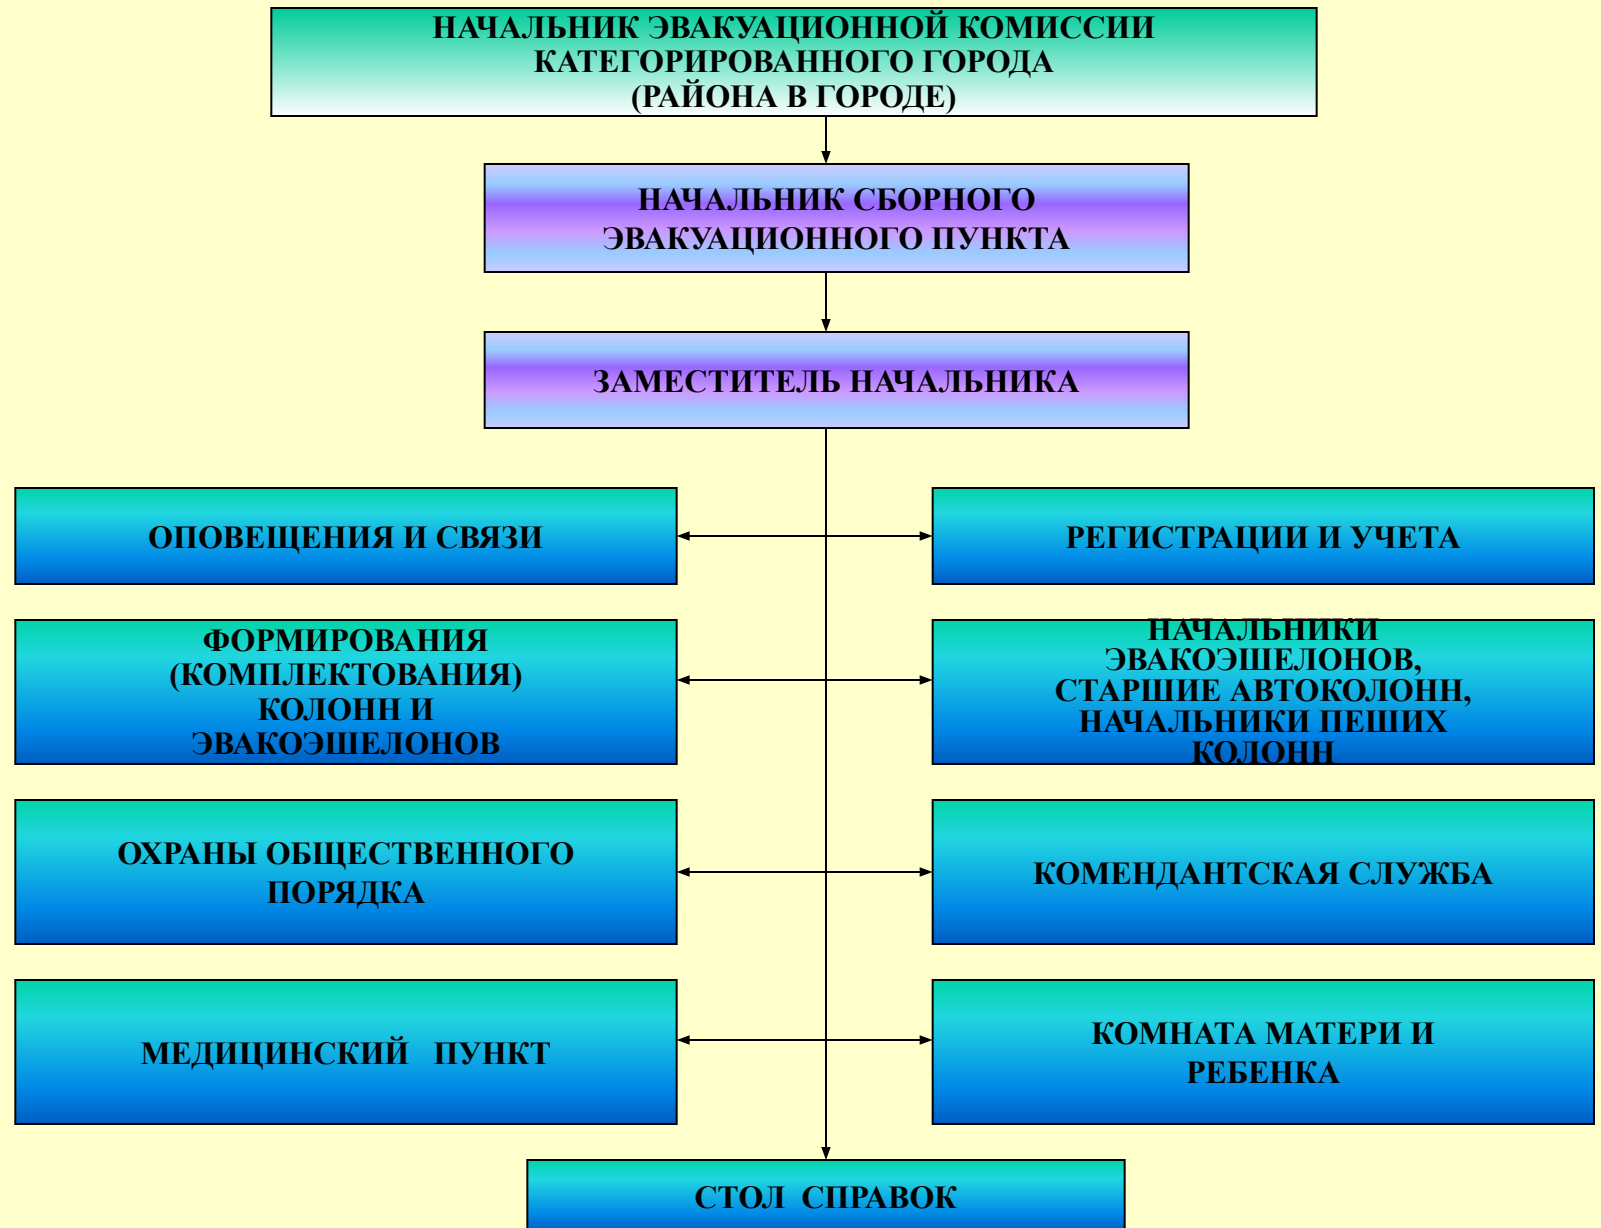 НАЧАЛЬНИК ЭВАКУАЦИОННОЙ КОМИССИИ
КАТЕГОРИРОВАННОГО ГОРОДА
(РАЙОНА В ГОРОДЕ)
НАЧАЛЬНИК СБОРНОГО
ЭВАКУАЦИОННОГО ПУНКТА
ЗАМЕСТИТЕЛЬ НАЧАЛЬНИКА
ОПОВЕЩЕНИЯ И СВЯЗИ
РЕГИСТРАЦИИ И УЧЕТА
ФОРМИРОВАНИЯ
(КОМПЛЕКТОВАНИЯ)
КОЛОНН И
ЭВАКОЭШЕЛОНОВ
НАЧАЛЬНИКИ
ЭВАКОЭШЕЛОНОВ,
СТАРШИЕ АВТОКОЛОНН,
НАЧАЛЬНИКИ ПЕШИХ
КОЛОНН
ОХРАНЫ ОБЩЕСТВЕННОГО
ПОРЯДКА
КОМЕНДАНТСКАЯ СЛУЖБА
МЕДИЦИНСКИЙ ПУНКТ
КОМНАТА МАТЕРИ И
РЕБЕНКА
СТОЛ СПРАВОК